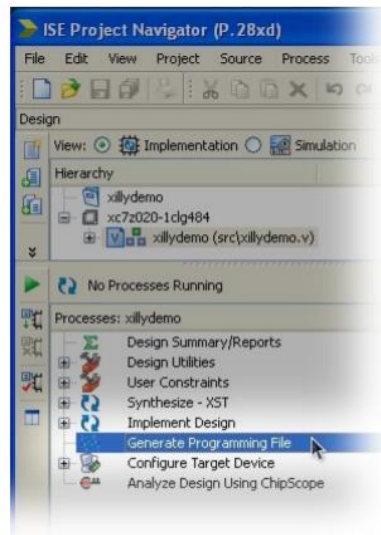 ISE Project Navigator (P.28xd)
File Edit View Project Source Process Tools
Design
View: Implementation Simulation
Hierarchy
xillydemo
xc7z020-1clg484
xillydemo (src\xillydemo.v)
No Processes Running
Processes: xillydemo
Design Summary/Reports
Design Utilities
User Constraints
Synthesize - XST
Implement Design
Generate Programming File
Configure Target Device
Analyze Design Using ChipScope